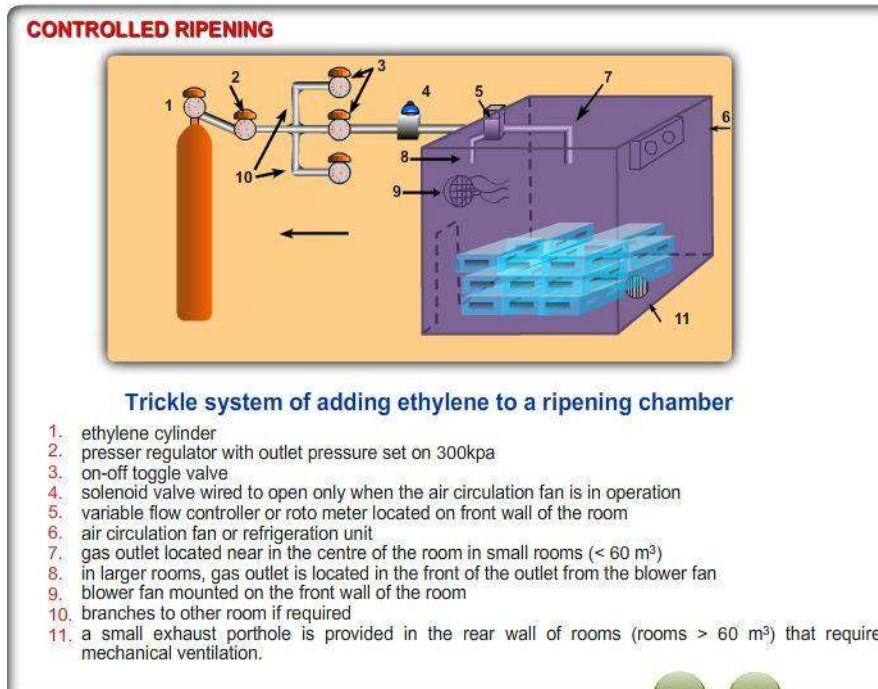 CONTROLLED RIPENING
1
2
3
4
5
6
7
8
9
10
11
Trickle system of adding ethylene to a ripening chamber
1. ethylene cylinder
2. presser regulator with outlet pressure set on 300kpa
3. on-off toggle valve
4. solenoid valve wired to open only when the air circulation fan is in operation
5. variable flow controller or roto meter located on front wall of the room
6. air circulation fan or refrigeration unit
7. gas outlet located near in the centre of the room in small rooms (< 60 m³)
8. in larger rooms, gas outlet is located in the front of the outlet from the blower fan
9. blower fan mounted on the front wall of the room
10. branches to other room if required
11. a small exhaust porthole is provided in the rear wall of rooms (rooms > 60 m³) that require
mechanical ventilation.